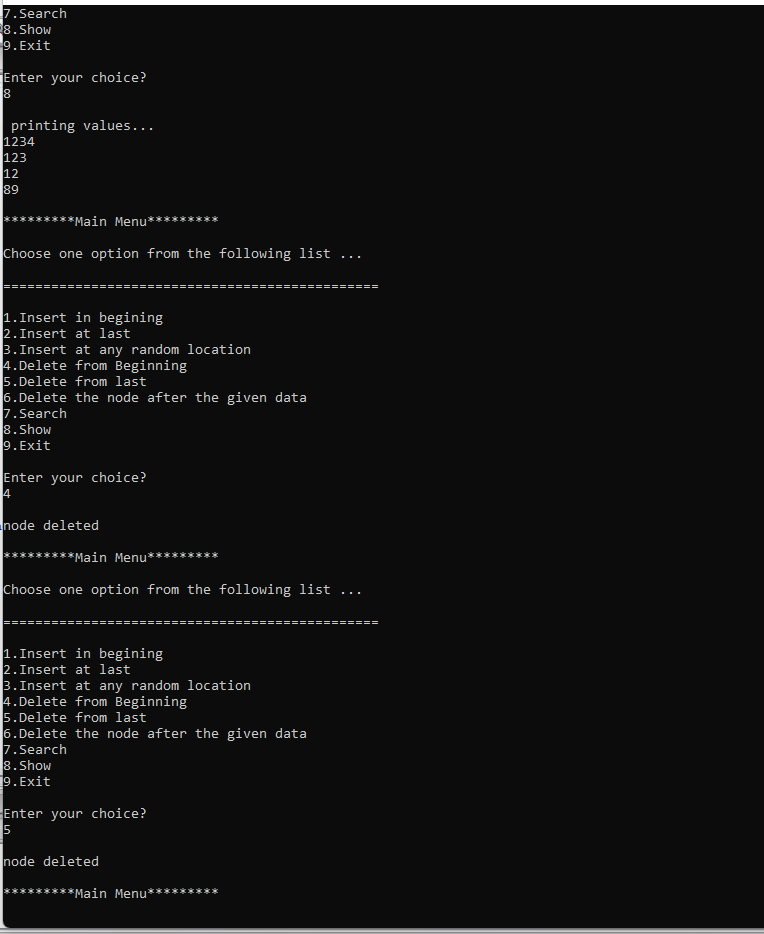 7.Search
8.Show
9.Exit
Enter your choice?
8
printing values...
1234
123
12
89
*********Main Menu*********
Choose one option from the following list ...
===============================================
1.Insert in begining
2.Insert at last
3.Insert at any random location
4.Delete from Beginning
5.Delete from last
6.Delete the node after the given data
7.Search
8.Show
9.Exit
Enter your choice?
4
node deleted
*********Main Menu*********
Choose one option from the following list ...
===============================================
1.Insert in begining
2.Insert at last
3.Insert at any random location
4.Delete from Beginning
5.Delete from last
6.Delete the node after the given data
7.Search
8.Show
9.Exit
Enter your choice?
5
node deleted
*********Main Menu*********